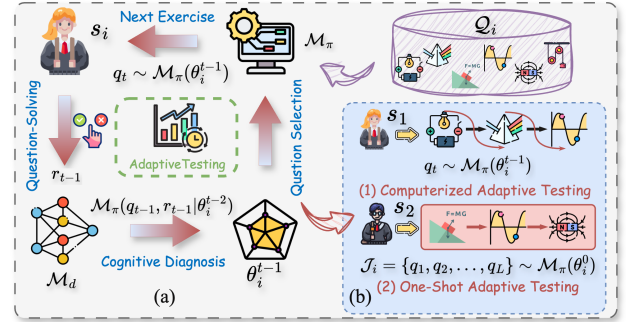 Next Exercise
s_i
q_t ∼ M_π(θ_i^{t−1})
M_π
Q_i
F=MG
N S
Question-Solving
r_{t−1}
AdaptiveTesting
Qustion Selection
M_π(q_{t−1}, r_{t−1}|θ_i^{t−2})
Cognitive Diagnosis
M_d
θ_i^{t−1}
(a)
s_1
q_t ∼ M_π(θ_i^{t−1})
(1) Computerized Adaptive Testing
s_2
F=MG
N S
J_i = {q_1, q_2, . . . , q_L} ∼ M_π(θ_i^0)
(b)
(2) One-Shot Adaptive Testing